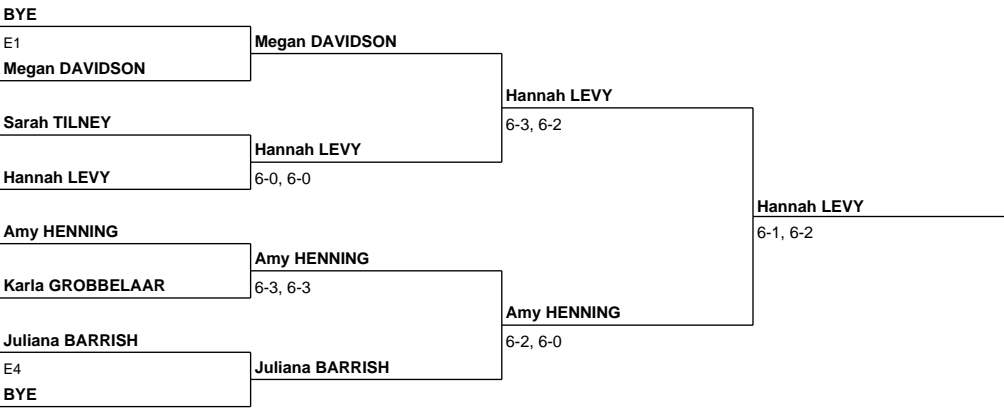 BYE
E1
Megan DAVIDSON
Sarah TILNEY
Hannah LEVY
Amy HENNING
Karla GROBBELAAR
Juliana BARRISH
E4
BYE
Megan DAVIDSON
Hannah LEVY
6-0, 6-0
Amy HENNING
6-3, 6-3
Juliana BARRISH
Hannah LEVY
6-3, 6-2
Amy HENNING
6-2, 6-0
Hannah LEVY
6-1, 6-2